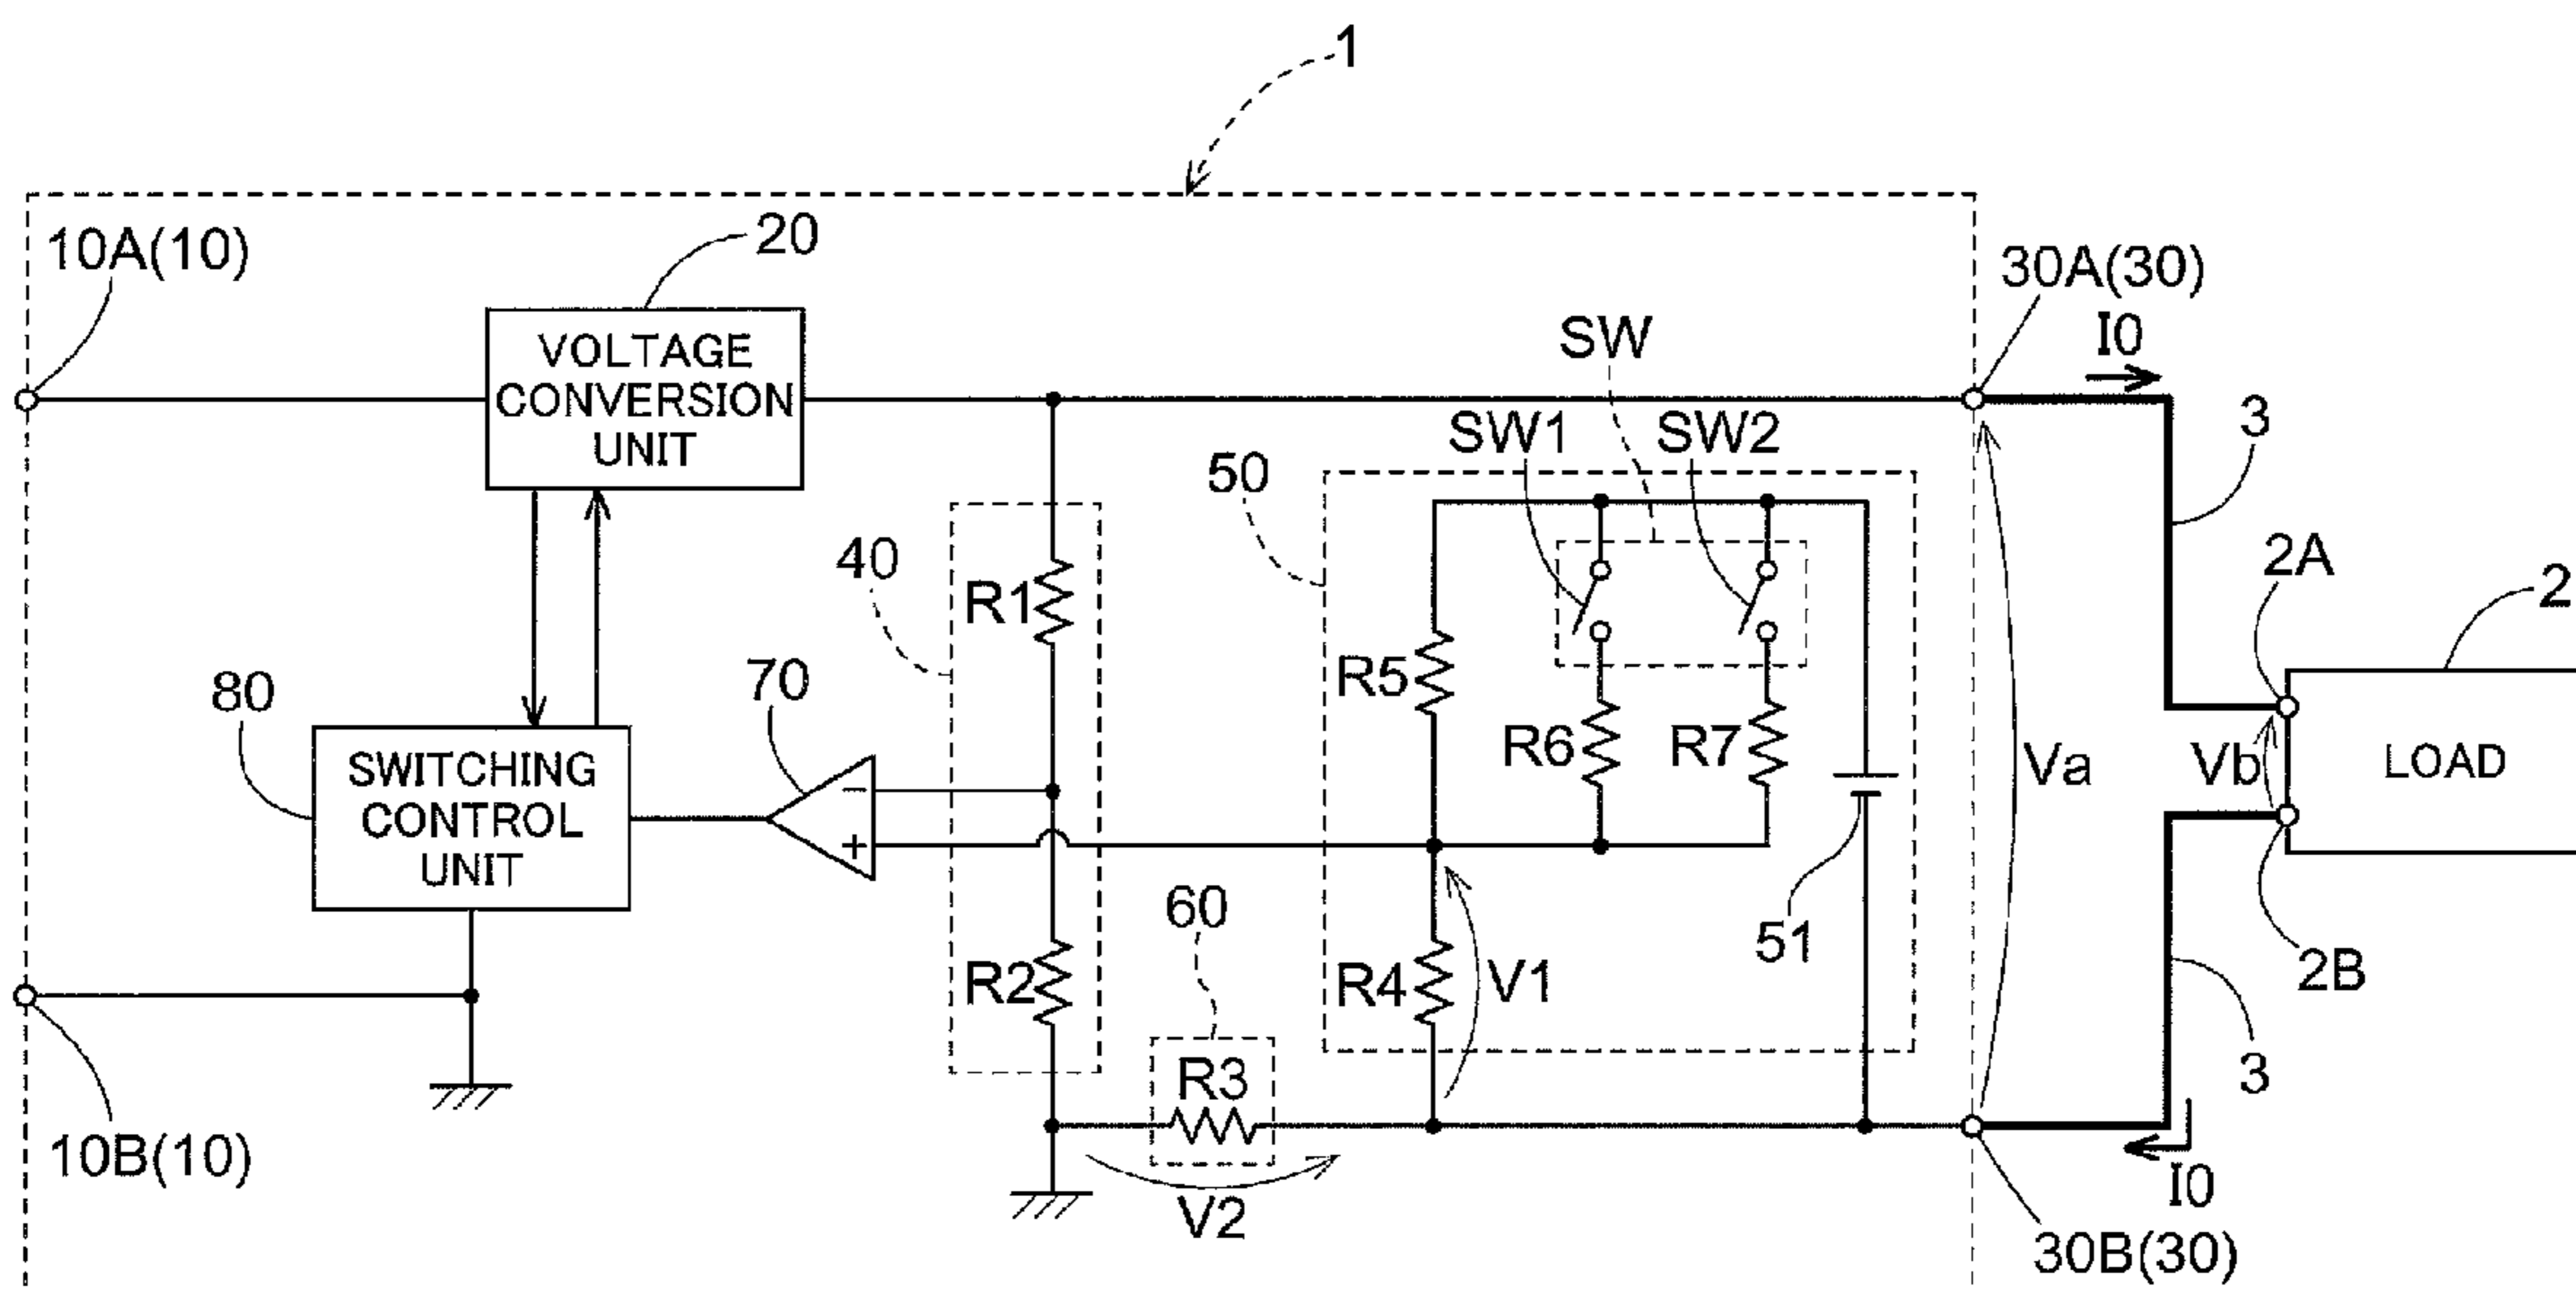 1
10A(10)
20
30A(30)
I0
VOLTAGE
CONVERSION
UNIT
SW
SW1
SW2
3
50
40
R1
2A
2
R5
R6
R7
80
70
SWITCHING
CONTROL
UNIT
−
+
Va
Vb
LOAD
60
51
2B
R2
R4
V1
R3
3
10B(10)
V2
I0
30B(30)